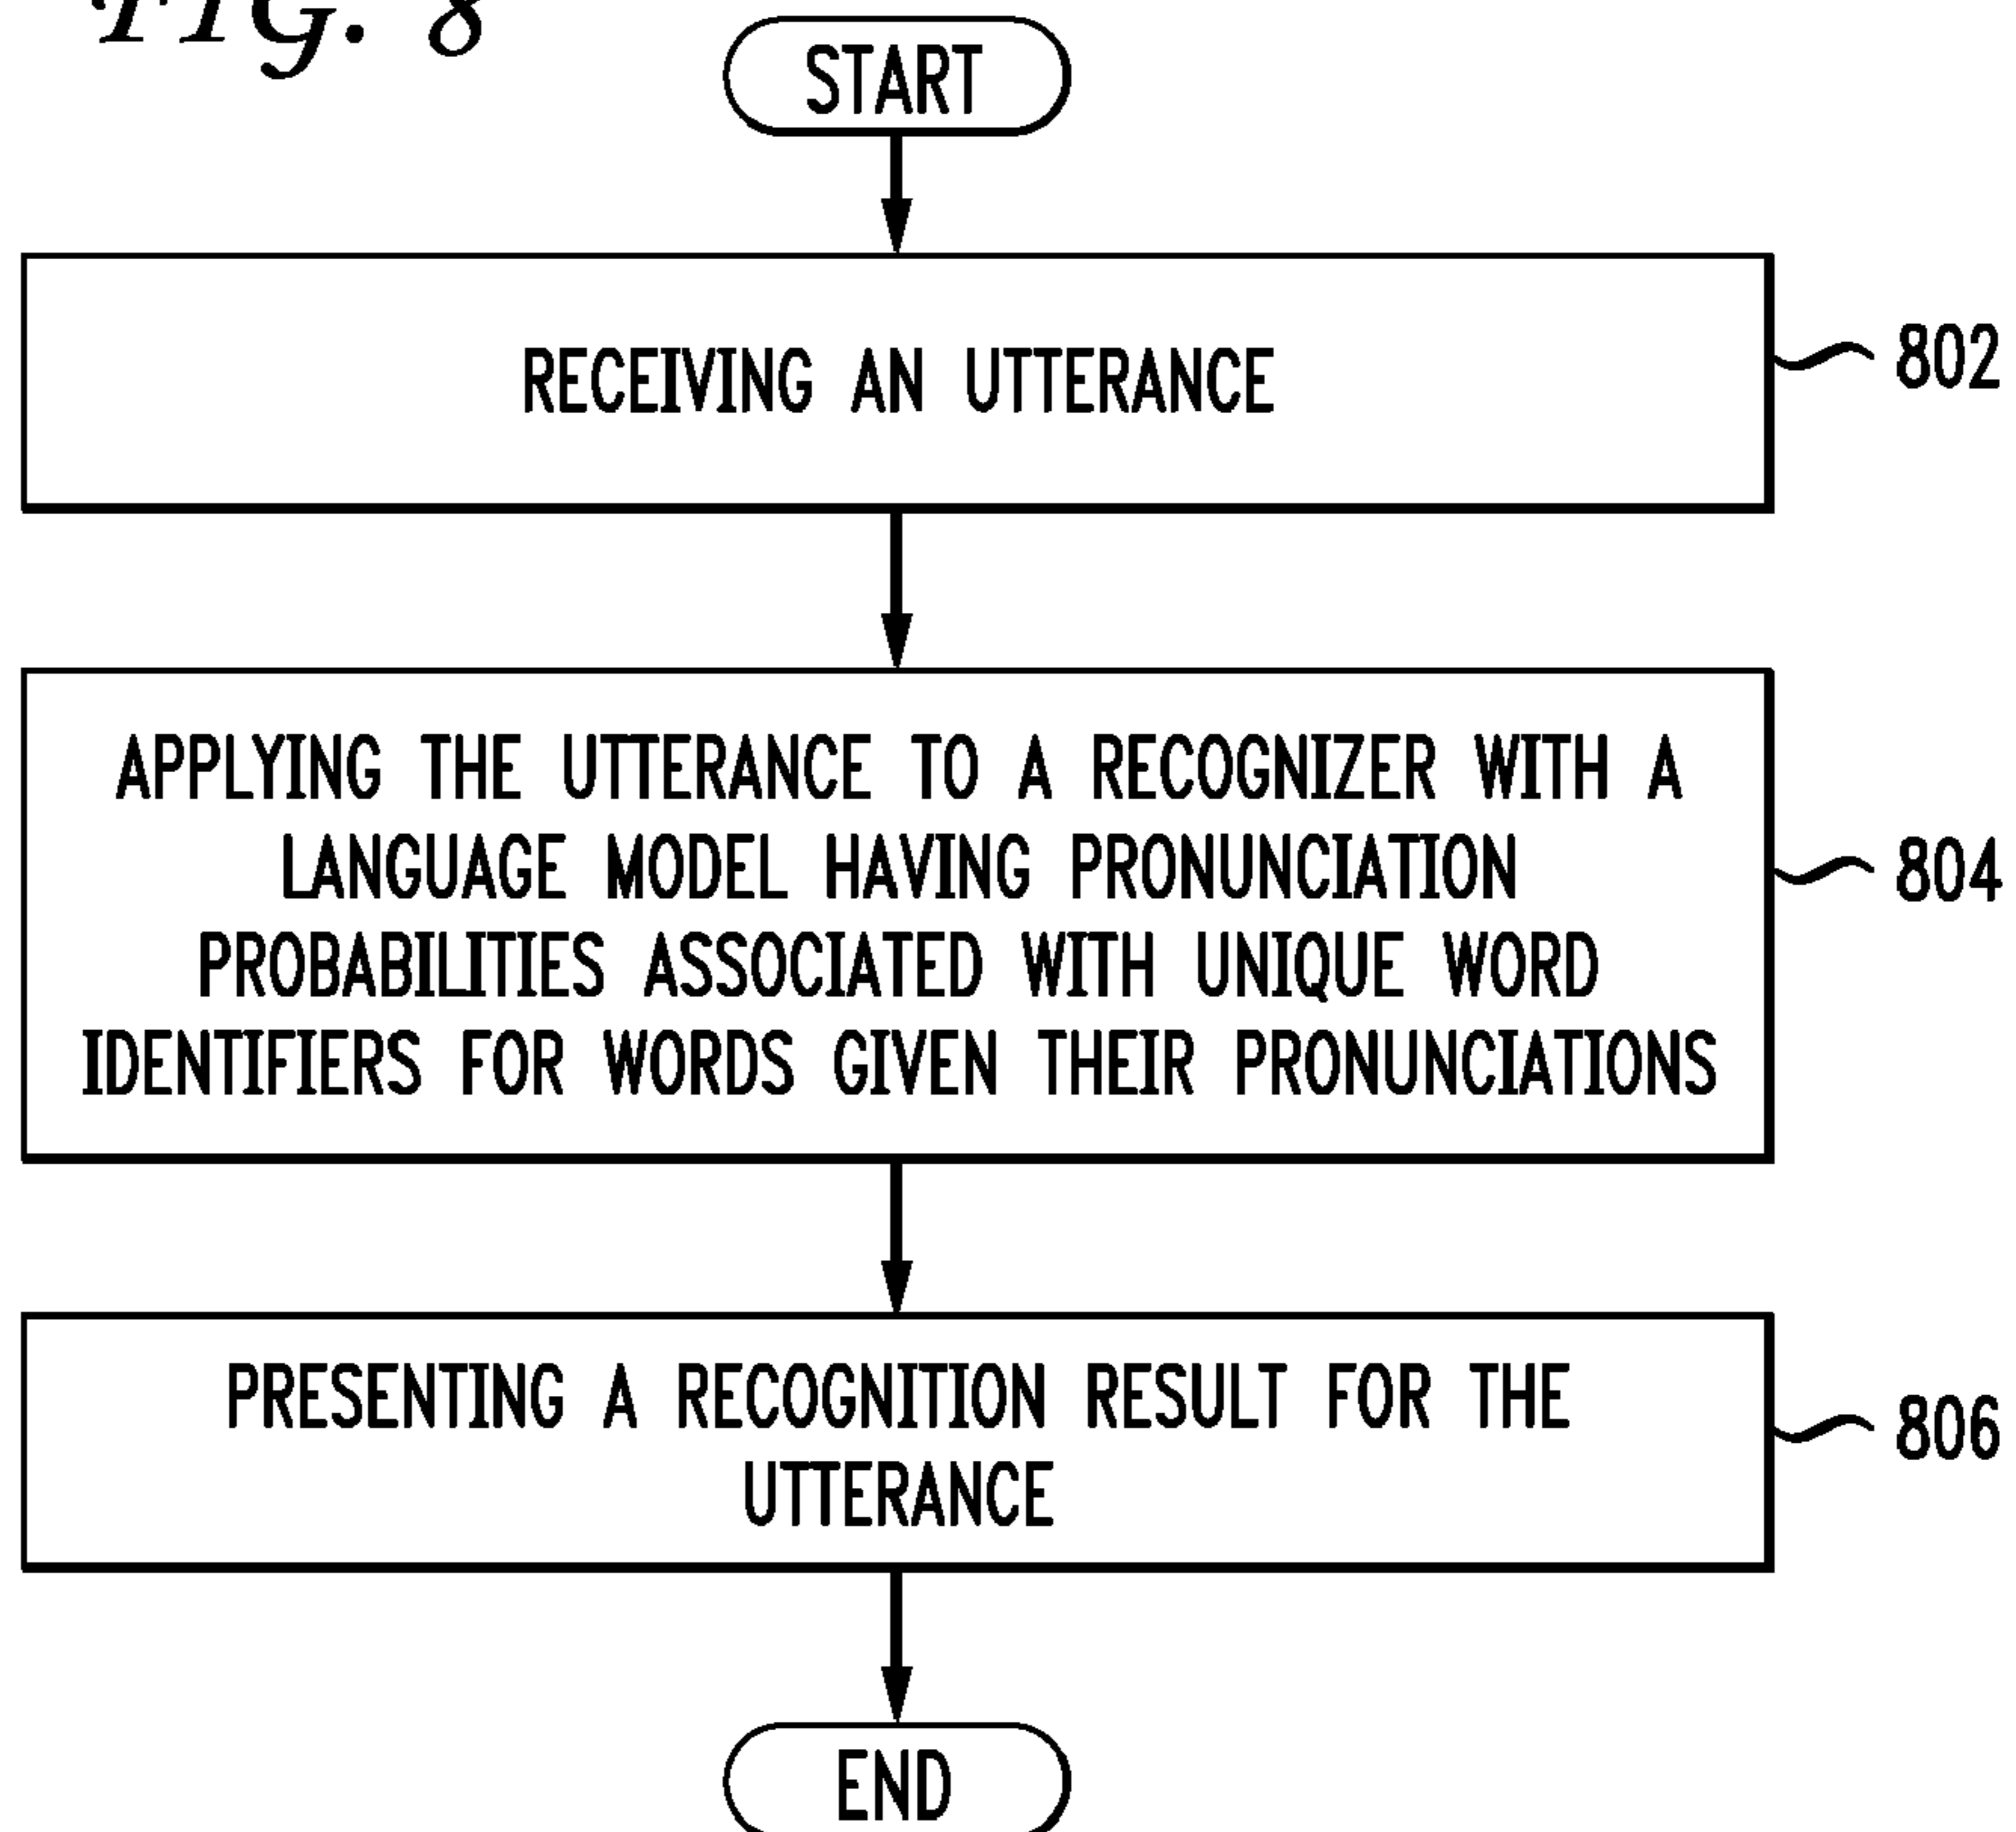 FIG. 8
START
RECEIVING AN UTTERANCE
802
APPLYING THE UTTERANCE TO A RECOGNIZER WITH A
LANGUAGE MODEL HAVING PRONUNCIATION
PROBABILITIES ASSOCIATED WITH UNIQUE WORD
IDENTIFIERS FOR WORDS GIVEN THEIR PRONUNCIATIONS
804
PRESENTING A RECOGNITION RESULT FOR THE
UTTERANCE
806
END